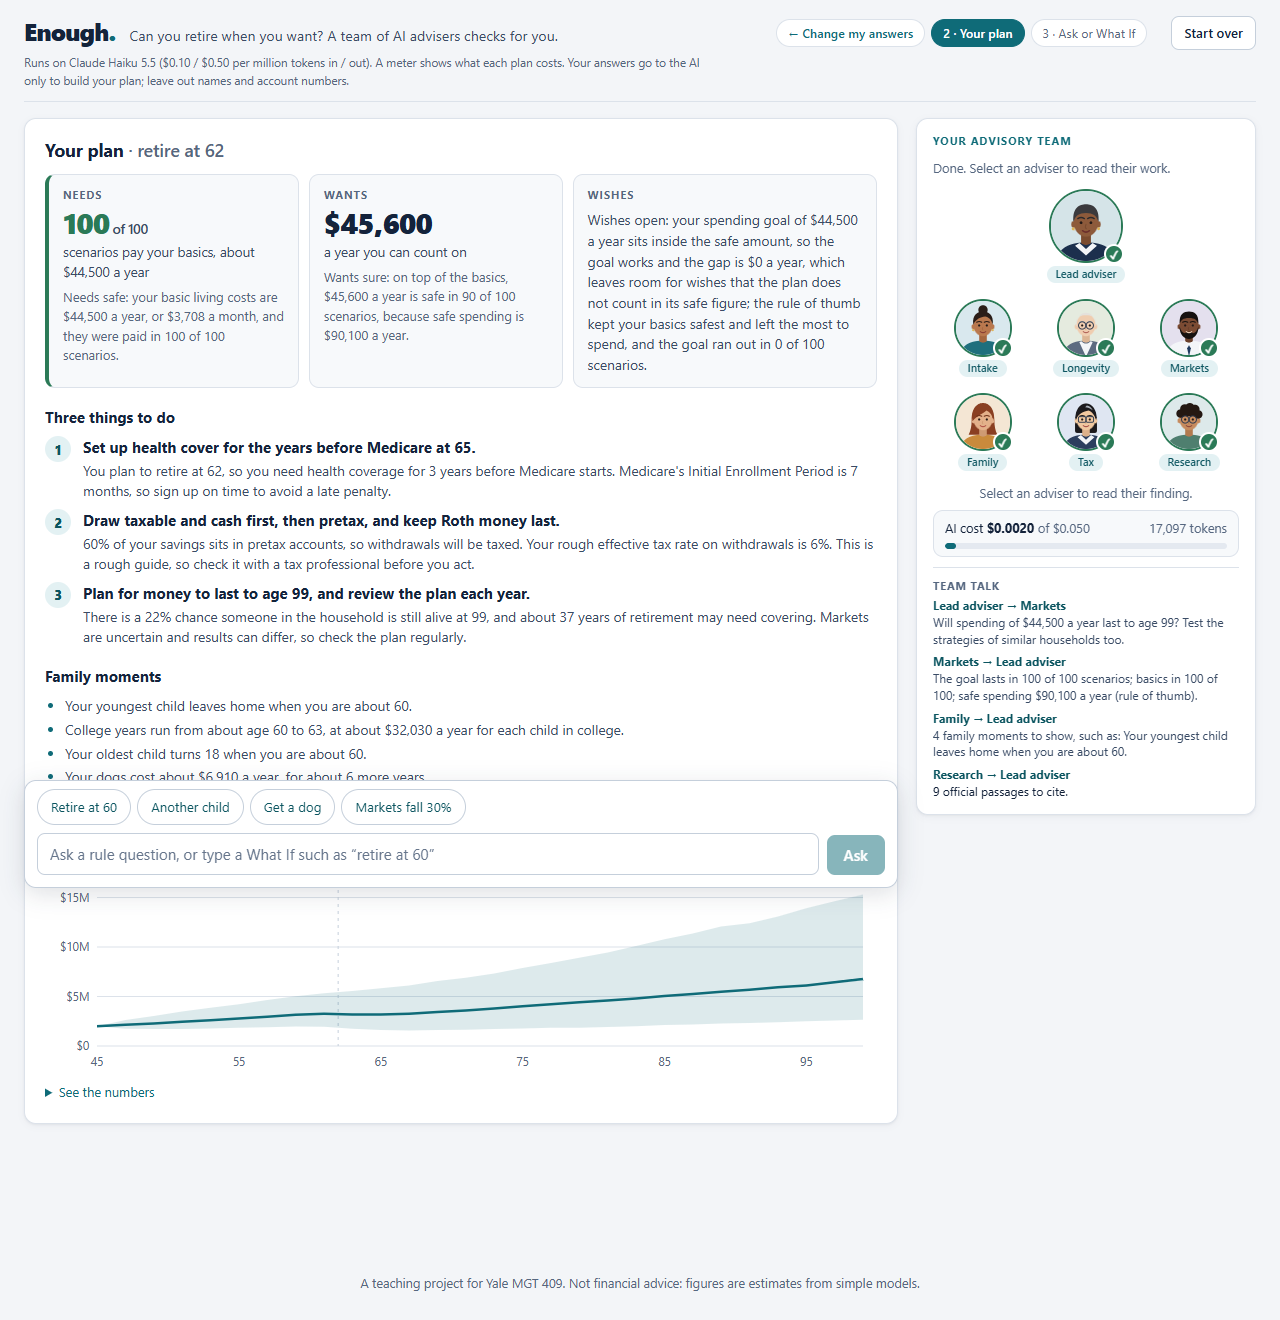 Enough.
Can you retire when you want? A team of AI advisers checks for you.
← Change my answers
2 · Your plan
3 · Ask or What If
Start over
Runs on Claude Haiku 5.5 ($0.10 / $0.50 per million tokens in / out). A meter shows what each plan costs. Your answers go to the AI
only to build your plan; leave out names and account numbers.
Your plan · retire at 62
NEEDS
100 of 100
scenarios pay your basics, about
$44,500 a year
Needs safe: your basic living costs are
$44,500 a year, or $3,708 a month, and
they were paid in 100 of 100
scenarios.
WANTS
$45,600
a year you can count on
Wants sure: on top of the basics,
$45,600 a year is safe in 90 of 100
scenarios, because safe spending is
$90,100 a year.
WISHES
Wishes open: your spending goal of $44,500
a year sits inside the safe amount, so the
goal works and the gap is $0 a year, which
leaves room for wishes that the plan does
not count in its safe figure; the rule of thumb
kept your basics safest and left the most to
spend, and the goal ran out in 0 of 100
scenarios.
Three things to do
1
Set up health cover for the years before Medicare at 65.
You plan to retire at 62, so you need health coverage for 3 years before Medicare starts. Medicare's Initial Enrollment Period is 7
months, so sign up on time to avoid a late penalty.
2
Draw taxable and cash first, then pretax, and keep Roth money last.
60% of your savings sits in pretax accounts, so withdrawals will be taxed. Your rough effective tax rate on withdrawals is 6%. This is
a rough guide, so check it with a tax professional before you act.
3
Plan for money to last to age 99, and review the plan each year.
There is a 22% chance someone in the household is still alive at 99, and about 37 years of retirement may need covering. Markets
are uncertain and results can differ, so check the plan regularly.
Family moments
• Your youngest child leaves home when you are about 60.
• College years run from about age 60 to 63, at about $32,030 a year for each child in college.
• Your oldest child turns 18 when you are about 60.
• Your dogs cost about $6,910 a year, for about 6 more years.
Retire at 60
Another child
Get a dog
Markets fall 30%
Ask a rule question, or type a What If such as “retire at 60”
Ask
$15M
$10M
$5M
$0
45
55
65
75
85
95
▶ See the numbers
YOUR ADVISORY TEAM
Done. Select an adviser to read their work.
Lead adviser
Intake
Longevity
Markets
Family
Tax
Research
Select an adviser to read their finding.
AI cost $0.0020 of $0.050
17,097 tokens
TEAM TALK
Lead adviser → Markets
Will spending of $44,500 a year last to age 99? Test the
strategies of similar households too.
Markets → Lead adviser
The goal lasts in 100 of 100 scenarios; basics in 100 of
100; safe spending $90,100 a year (rule of thumb).
Family → Lead adviser
4 family moments to show, such as: Your youngest child
leaves home when you are about 60.
Research → Lead adviser
9 official passages to cite.
A teaching project for Yale MGT 409. Not financial advice: figures are estimates from simple models.